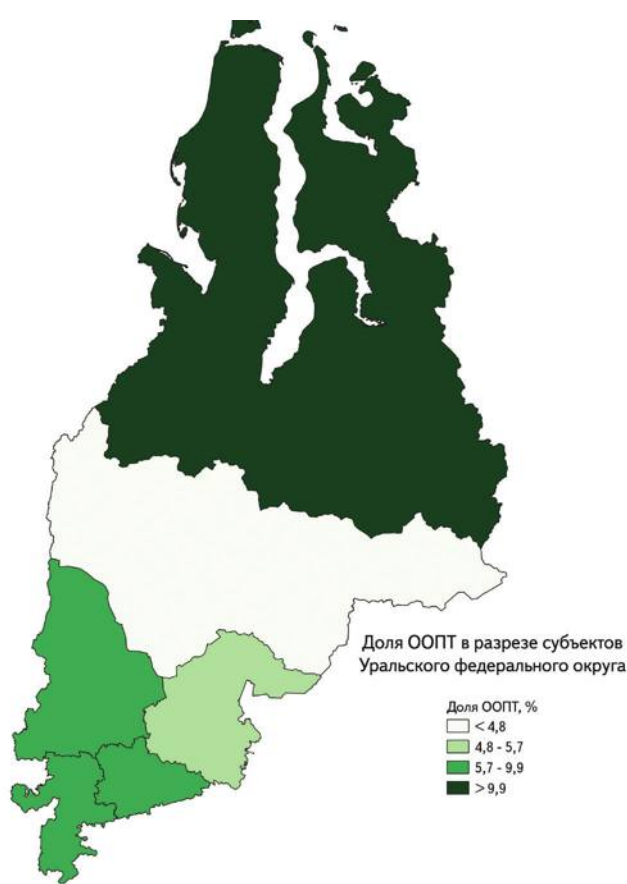 Доля ООПТ в разрезе субъектов
Уральского федерального округа
Доля ООПТ, %
< 4,8
4,8 - 5,7
5,7 - 9,9
> 9,9